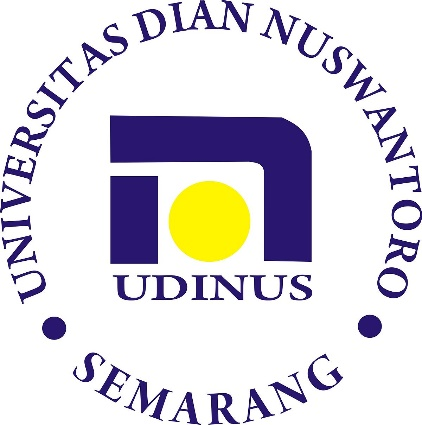 UNIVERSITAS DIAN NUSWANTORO
UDINUS
SEMARANG